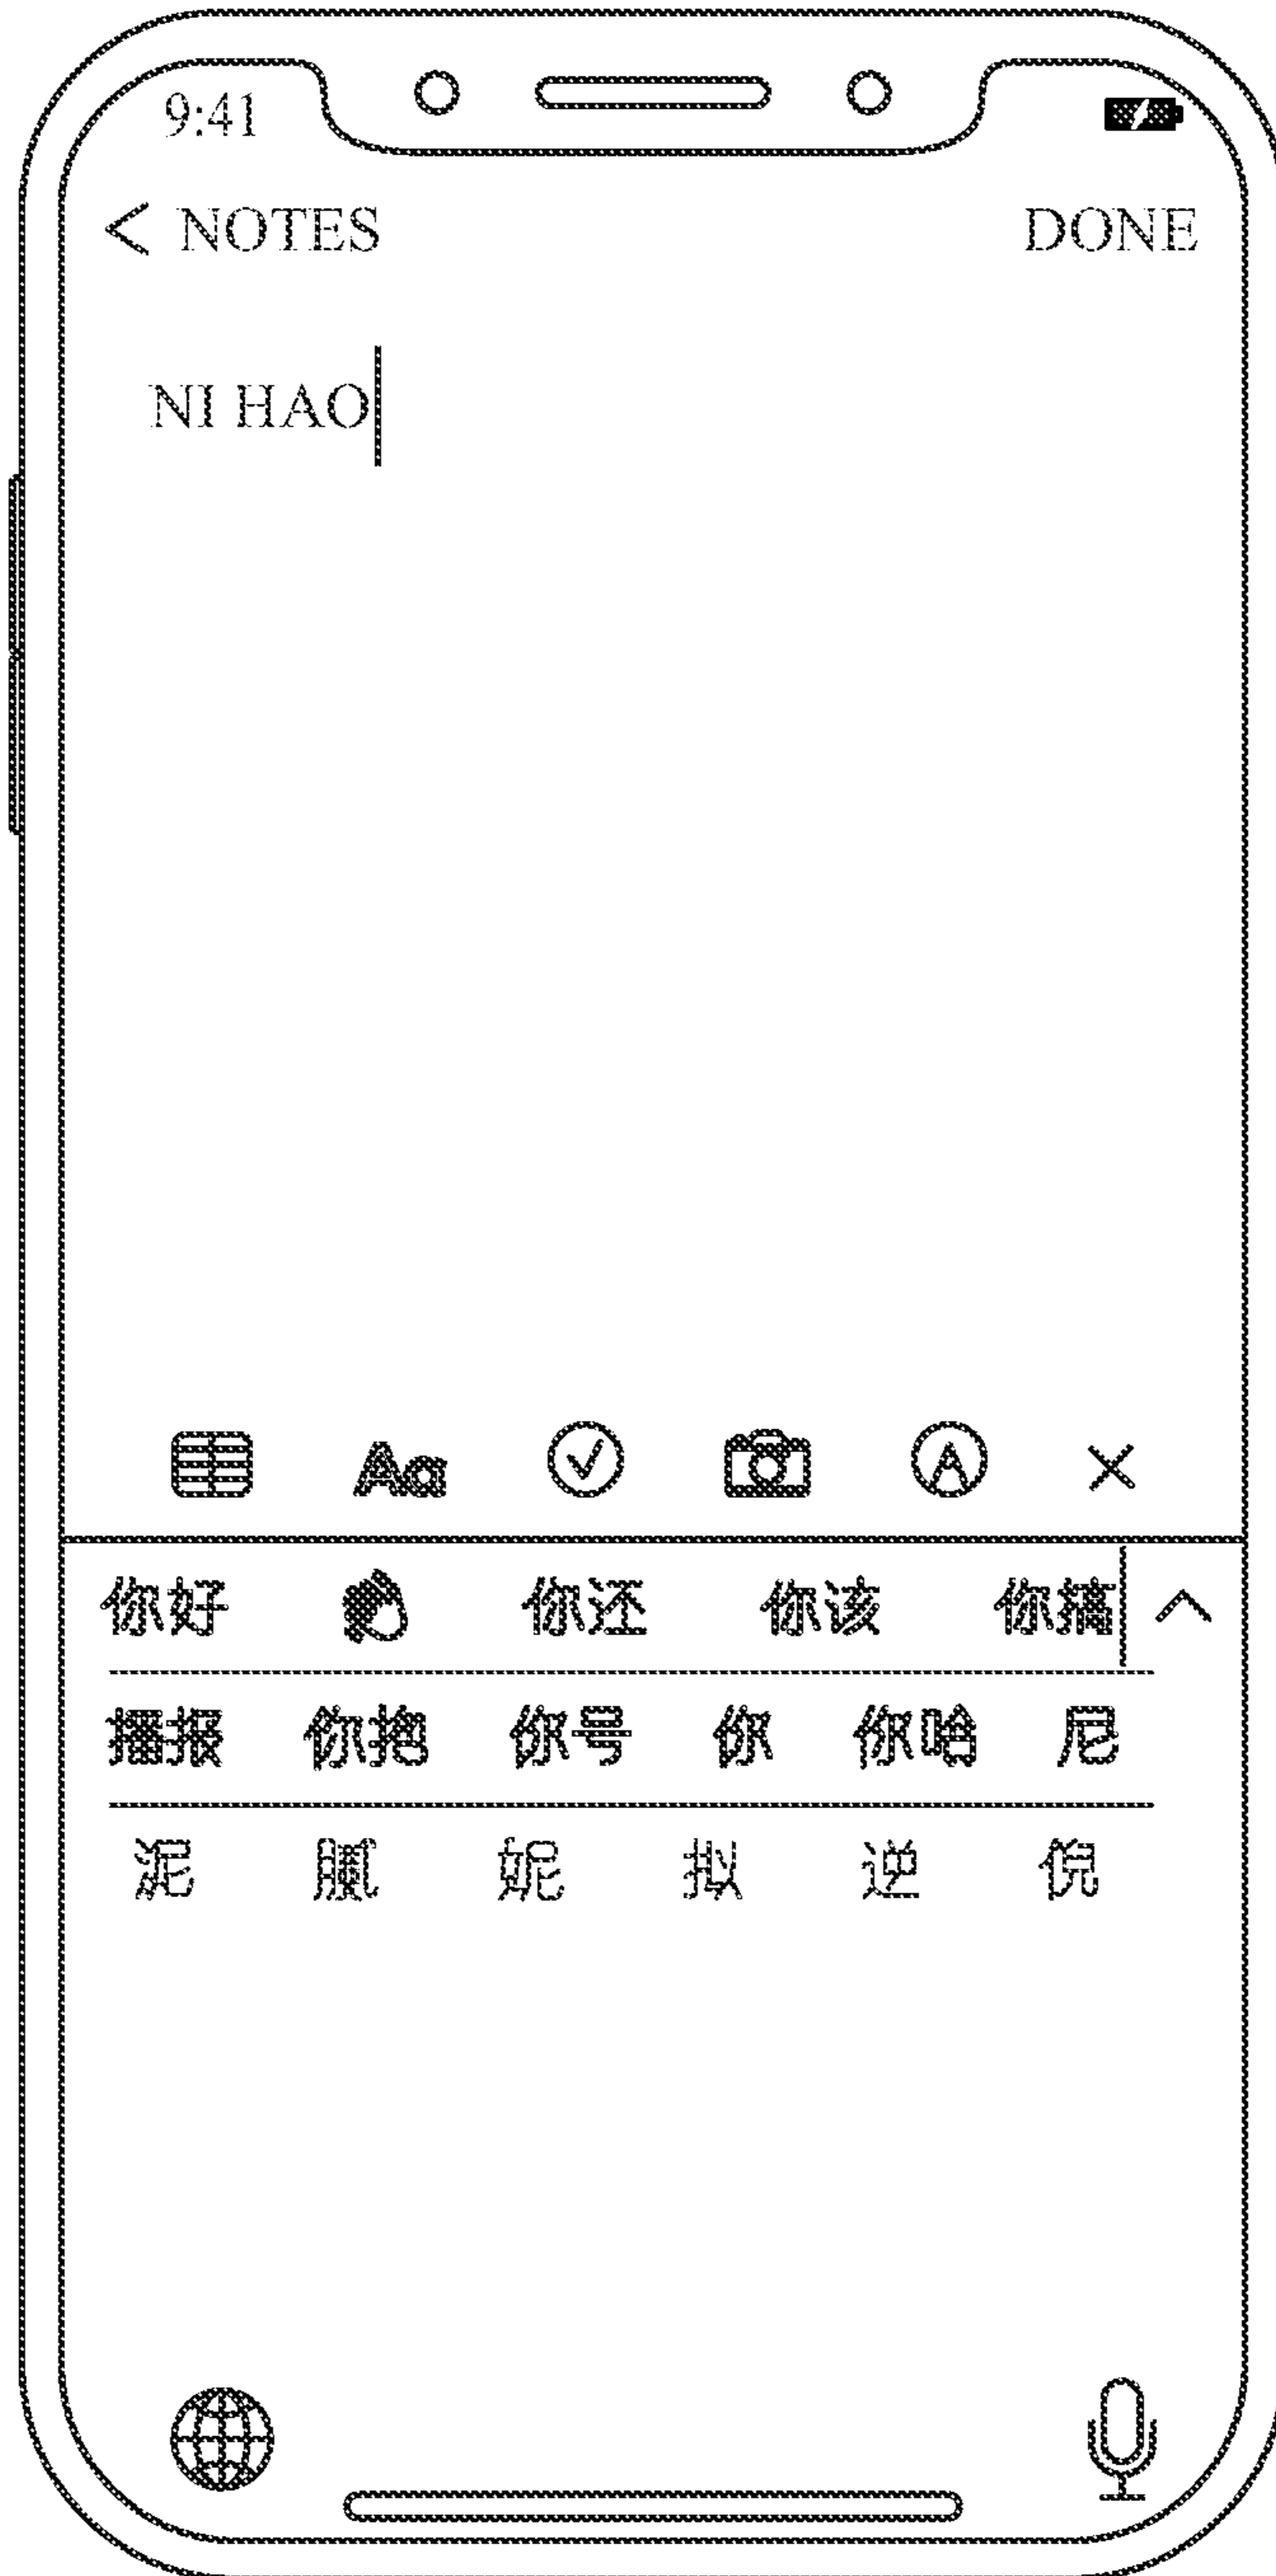 9:41
< NOTES DONE
NI HAO
Aa
你好 你还 你该 你搞
播报 你抱 你号 你 你哈 尼
泥 腻 妮 拟 逆 倪